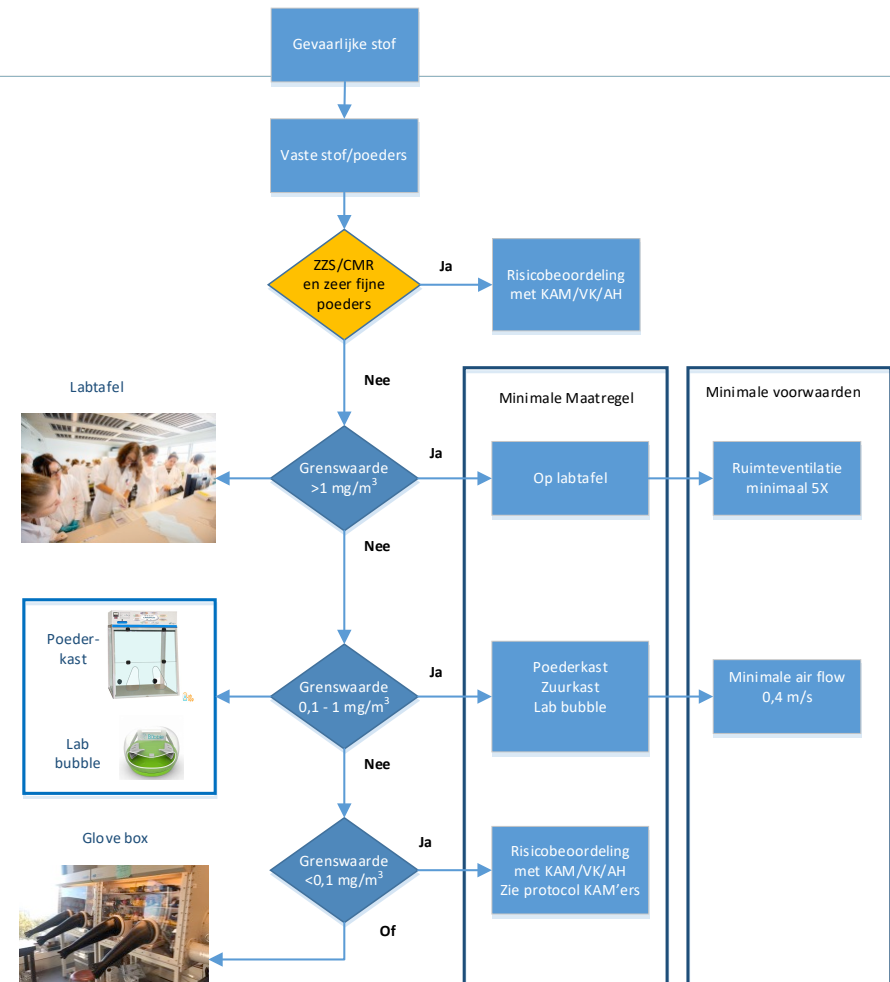 Gevaarlijke stof
Vaste stof/poeders
ZZS/CMR
en zeer fijne
poeders
Ja
Risicobeoordeling
met KAM/VK/AH
Nee
Labtafel
Minimale Maatregel
Minimale voorwaarden
Grenswaarde
>1 mg/m³
Ja
Op labtafel
Ruimteventilatie
minimaal 5X
Nee
Poeder-
kast
Lab
bubble
Grenswaarde
0,1 - 1 mg/m³
Ja
Poederkast
Zuurkast
Lab bubble
Minimale air flow
0,4 m/s
Nee
Glove box
Grenswaarde
<0,1 mg/m³
Ja
Risicobeoordeling
met KAM/VK/AH
Zie protocol KAM'ers
Of